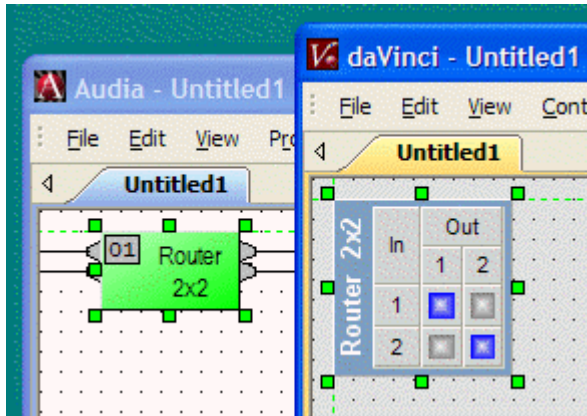 Audia - Untitled1
File Edit View
Untitled1
01 Router
2x2
daVinci - Untitled1
File Edit View Cont
Untitled1
Router 2x2
In Out
1 2
1
2